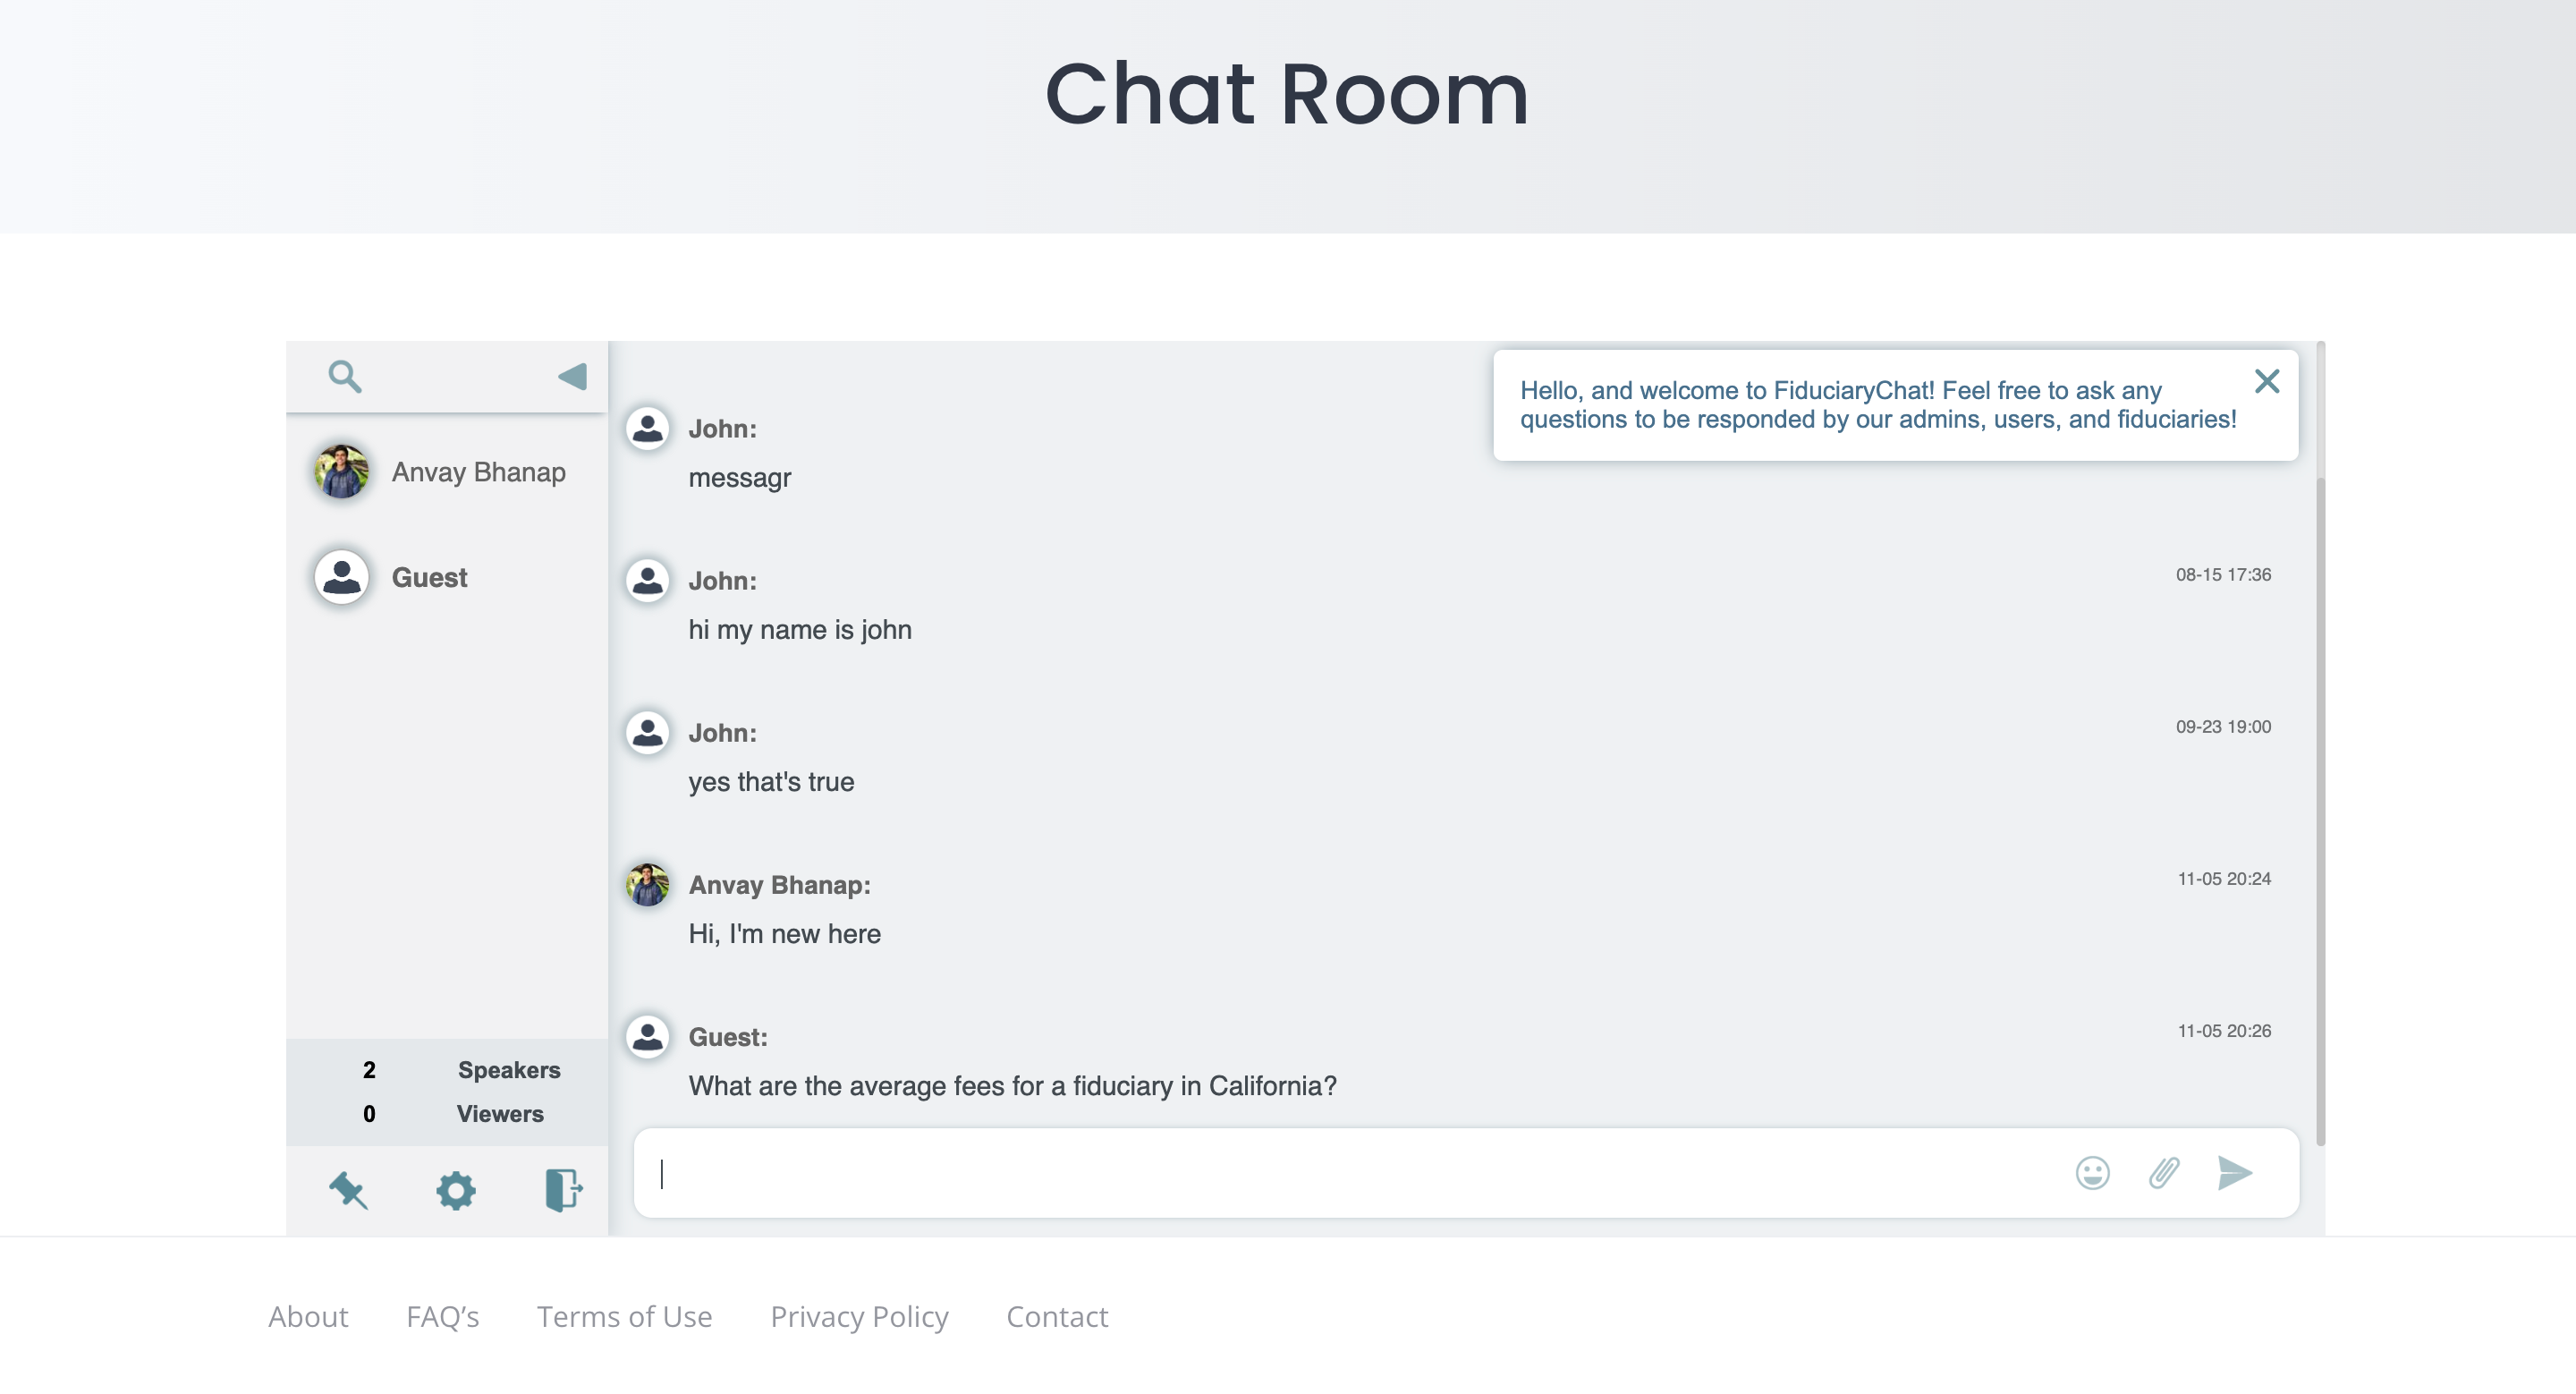 Chat Room
Hello, and welcome to FiduciaryChat! Feel free to ask any
questions to be responded by our admins, users, and fiduciaries!
Anvay Bhanap
Guest
John:
messagr
John:
08-15 17:36
hi my name is john
John:
09-23 19:00
yes that's true
Anvay Bhanap:
11-05 20:24
Hi, I'm new here
Guest:
11-05 20:26
What are the average fees for a fiduciary in California?
2 Speakers
0 Viewers
About FAQ’s Terms of Use Privacy Policy Contact